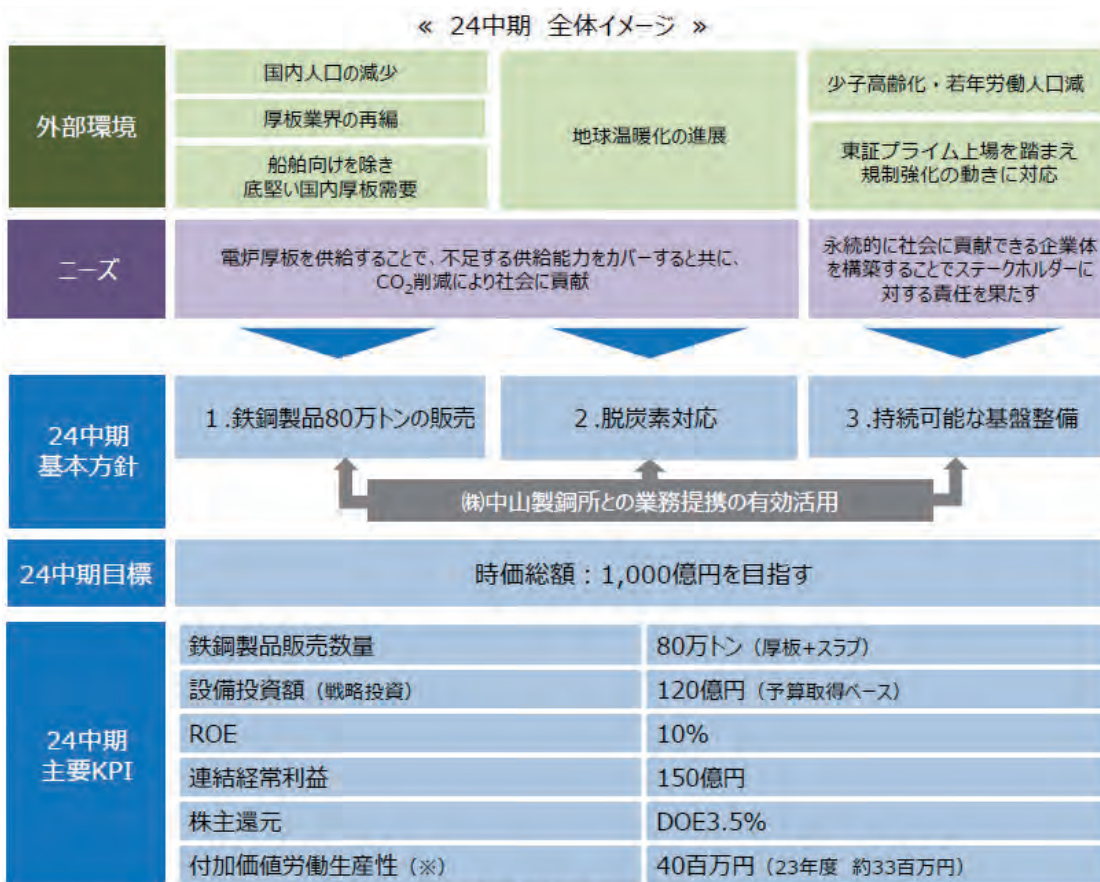 « 24中期 全体イメージ »
外部環境
国内人口の減少
厚板業界の再編
船舶向けを除き
底堅い国内厚板需要
地球温暖化の進展
少子高齢化・若年労働人口減
東証プライム上場を踏まえ
規制強化の動きに対応
ニーズ
電炉厚板を供給することで、不足する供給能力をカバーすると共に、
CO₂削減により社会に貢献
永続的に社会に貢献できる企業体
を構築することでステークホルダーに
対する責任を果たす
24中期
基本方針
1.鉄鋼製品80万トンの販売
2.脱炭素対応
3.持続可能な基盤整備
㈱中山製鋼所との業務提携の有効活用
24中期目標
時価総額：1,000億円を目指す
24中期
主要KPI
鉄鋼製品販売数量
80万トン（厚板+スラブ）
設備投資額（戦略投資）
120億円（予算取得ベース）
ROE
10%
連結経常利益
150億円
株主還元
DOE3.5%
付加価値労働生産性（※）
40百万円（23年度 約33百万円）